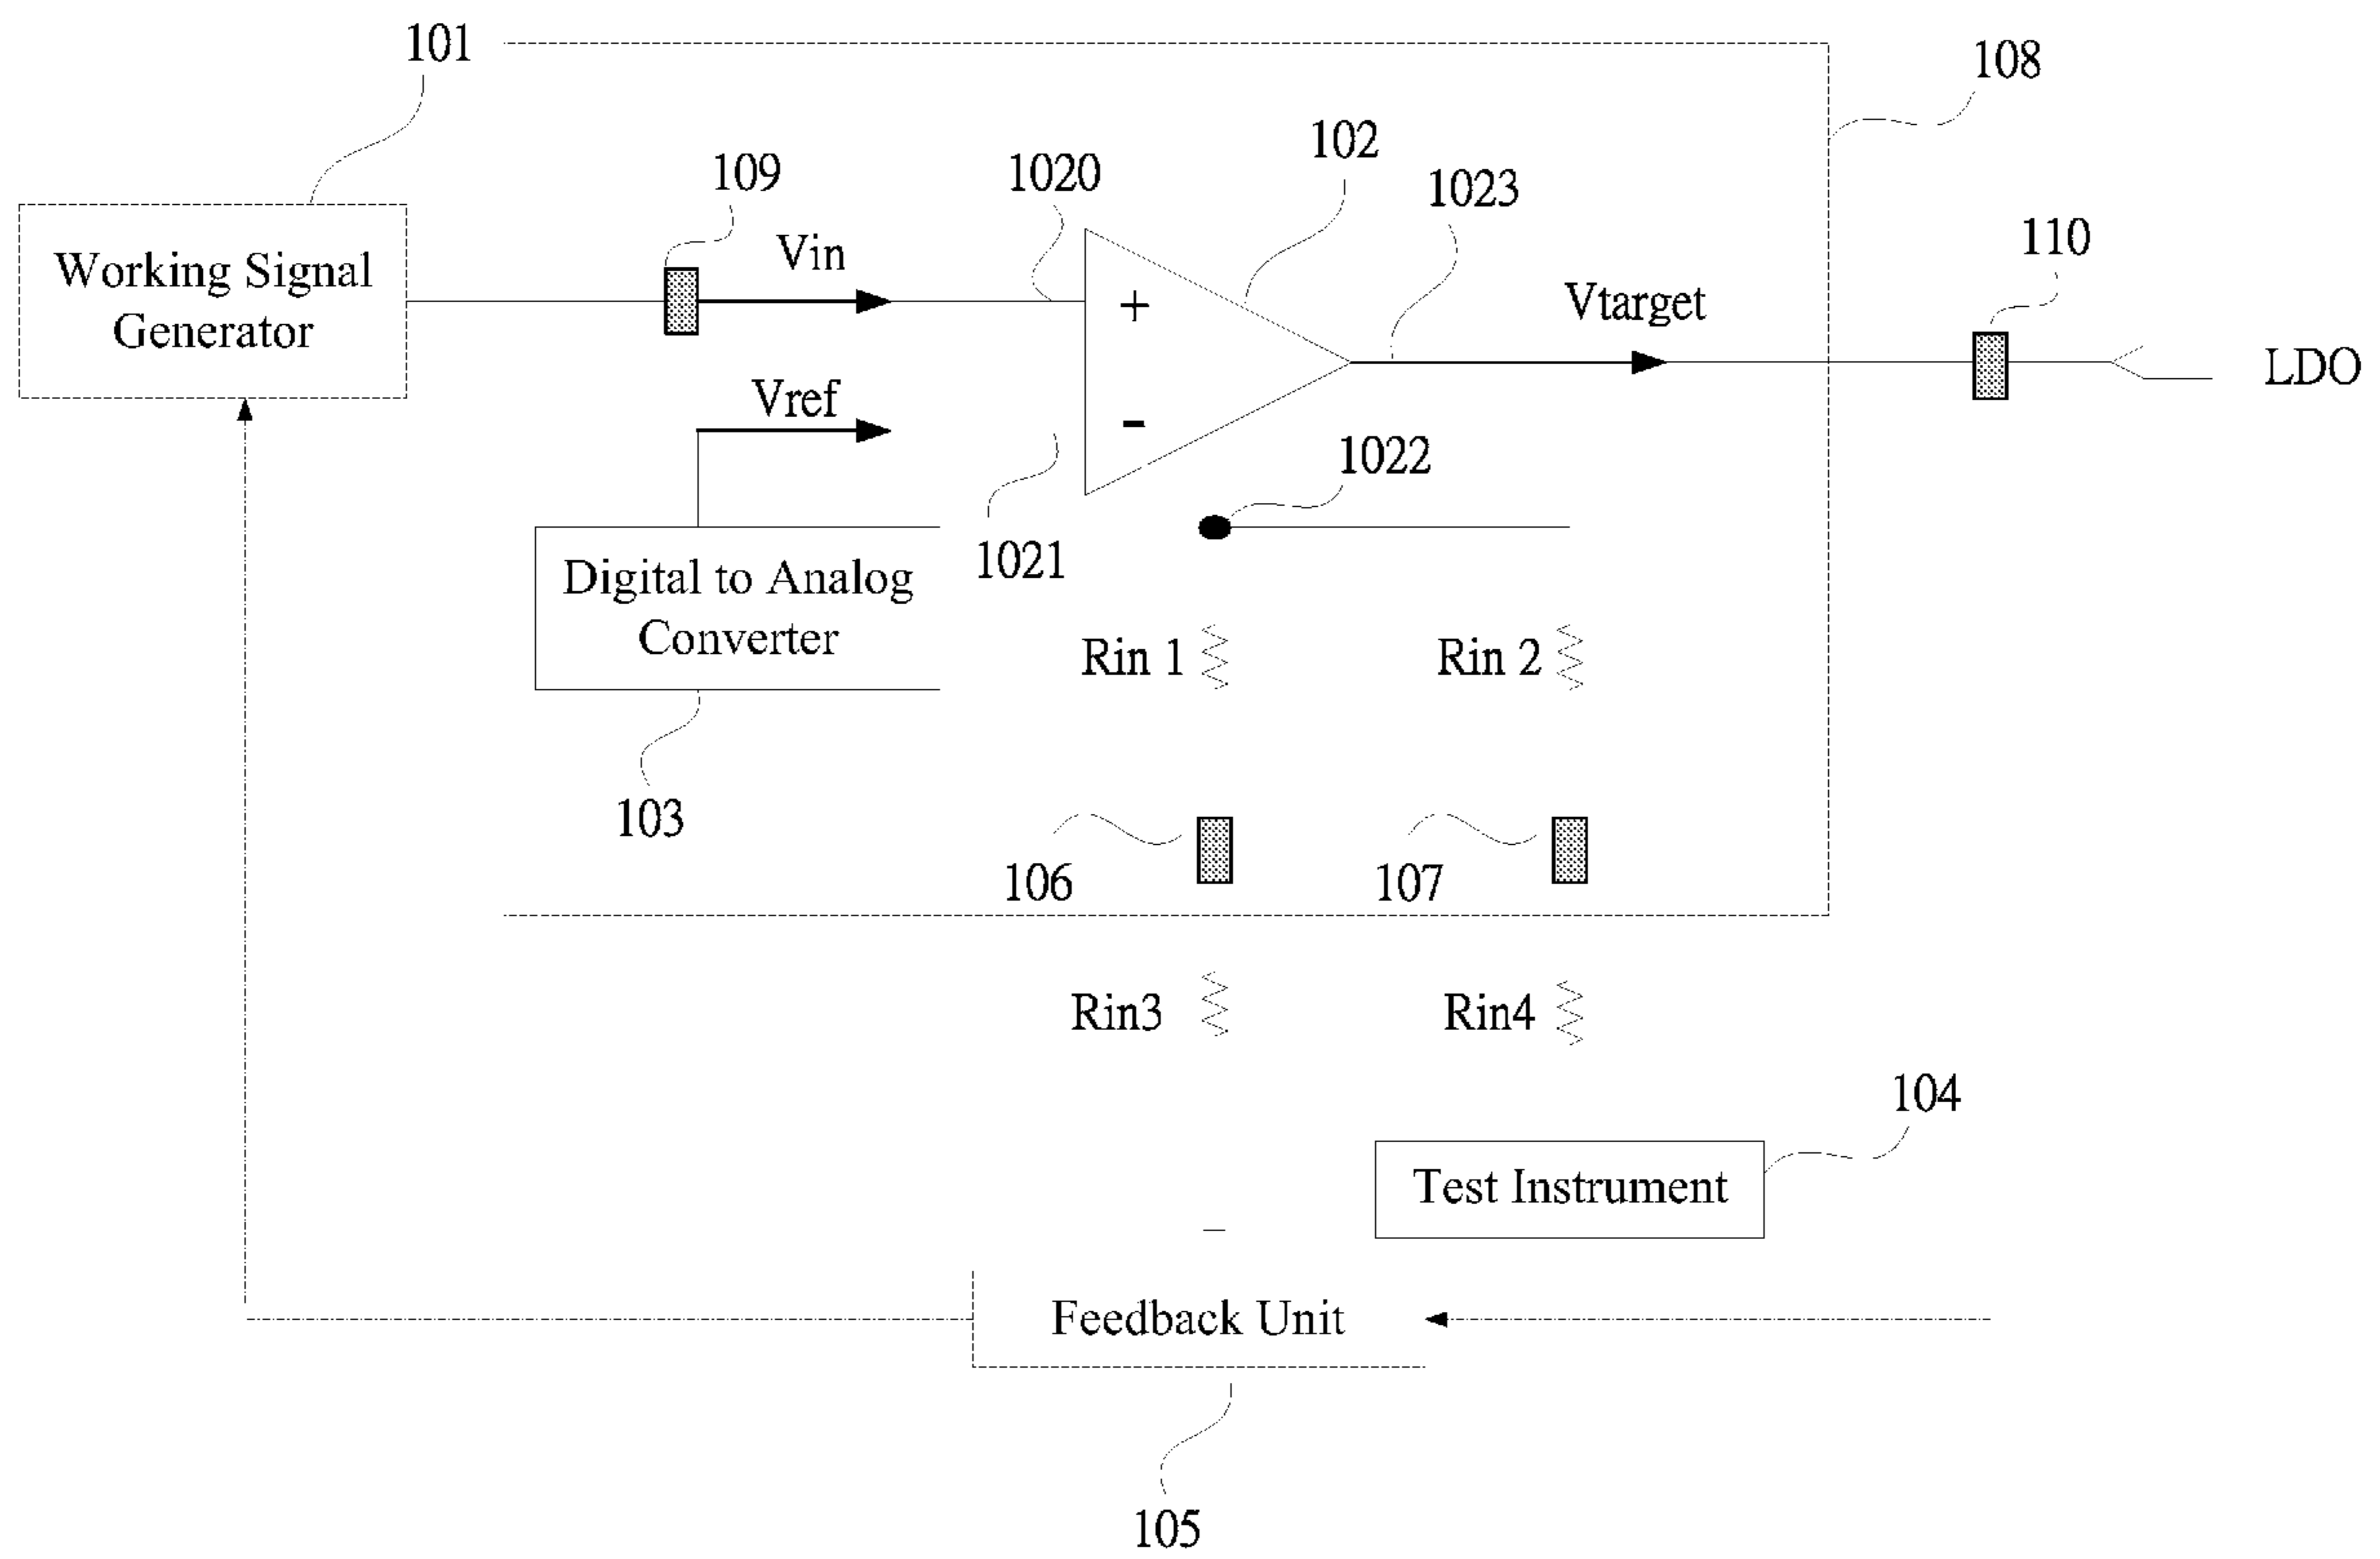 101
108
102
109
1020
1023
110
Vin
Working Signal
Generator
+
Vtarget
LDO
Vref
-
1022
1021
Digital to Analog
Converter
Rin 1
Rin 2
103
106
107
Rin3
Rin4
104
Test Instrument
Feedback Unit
105